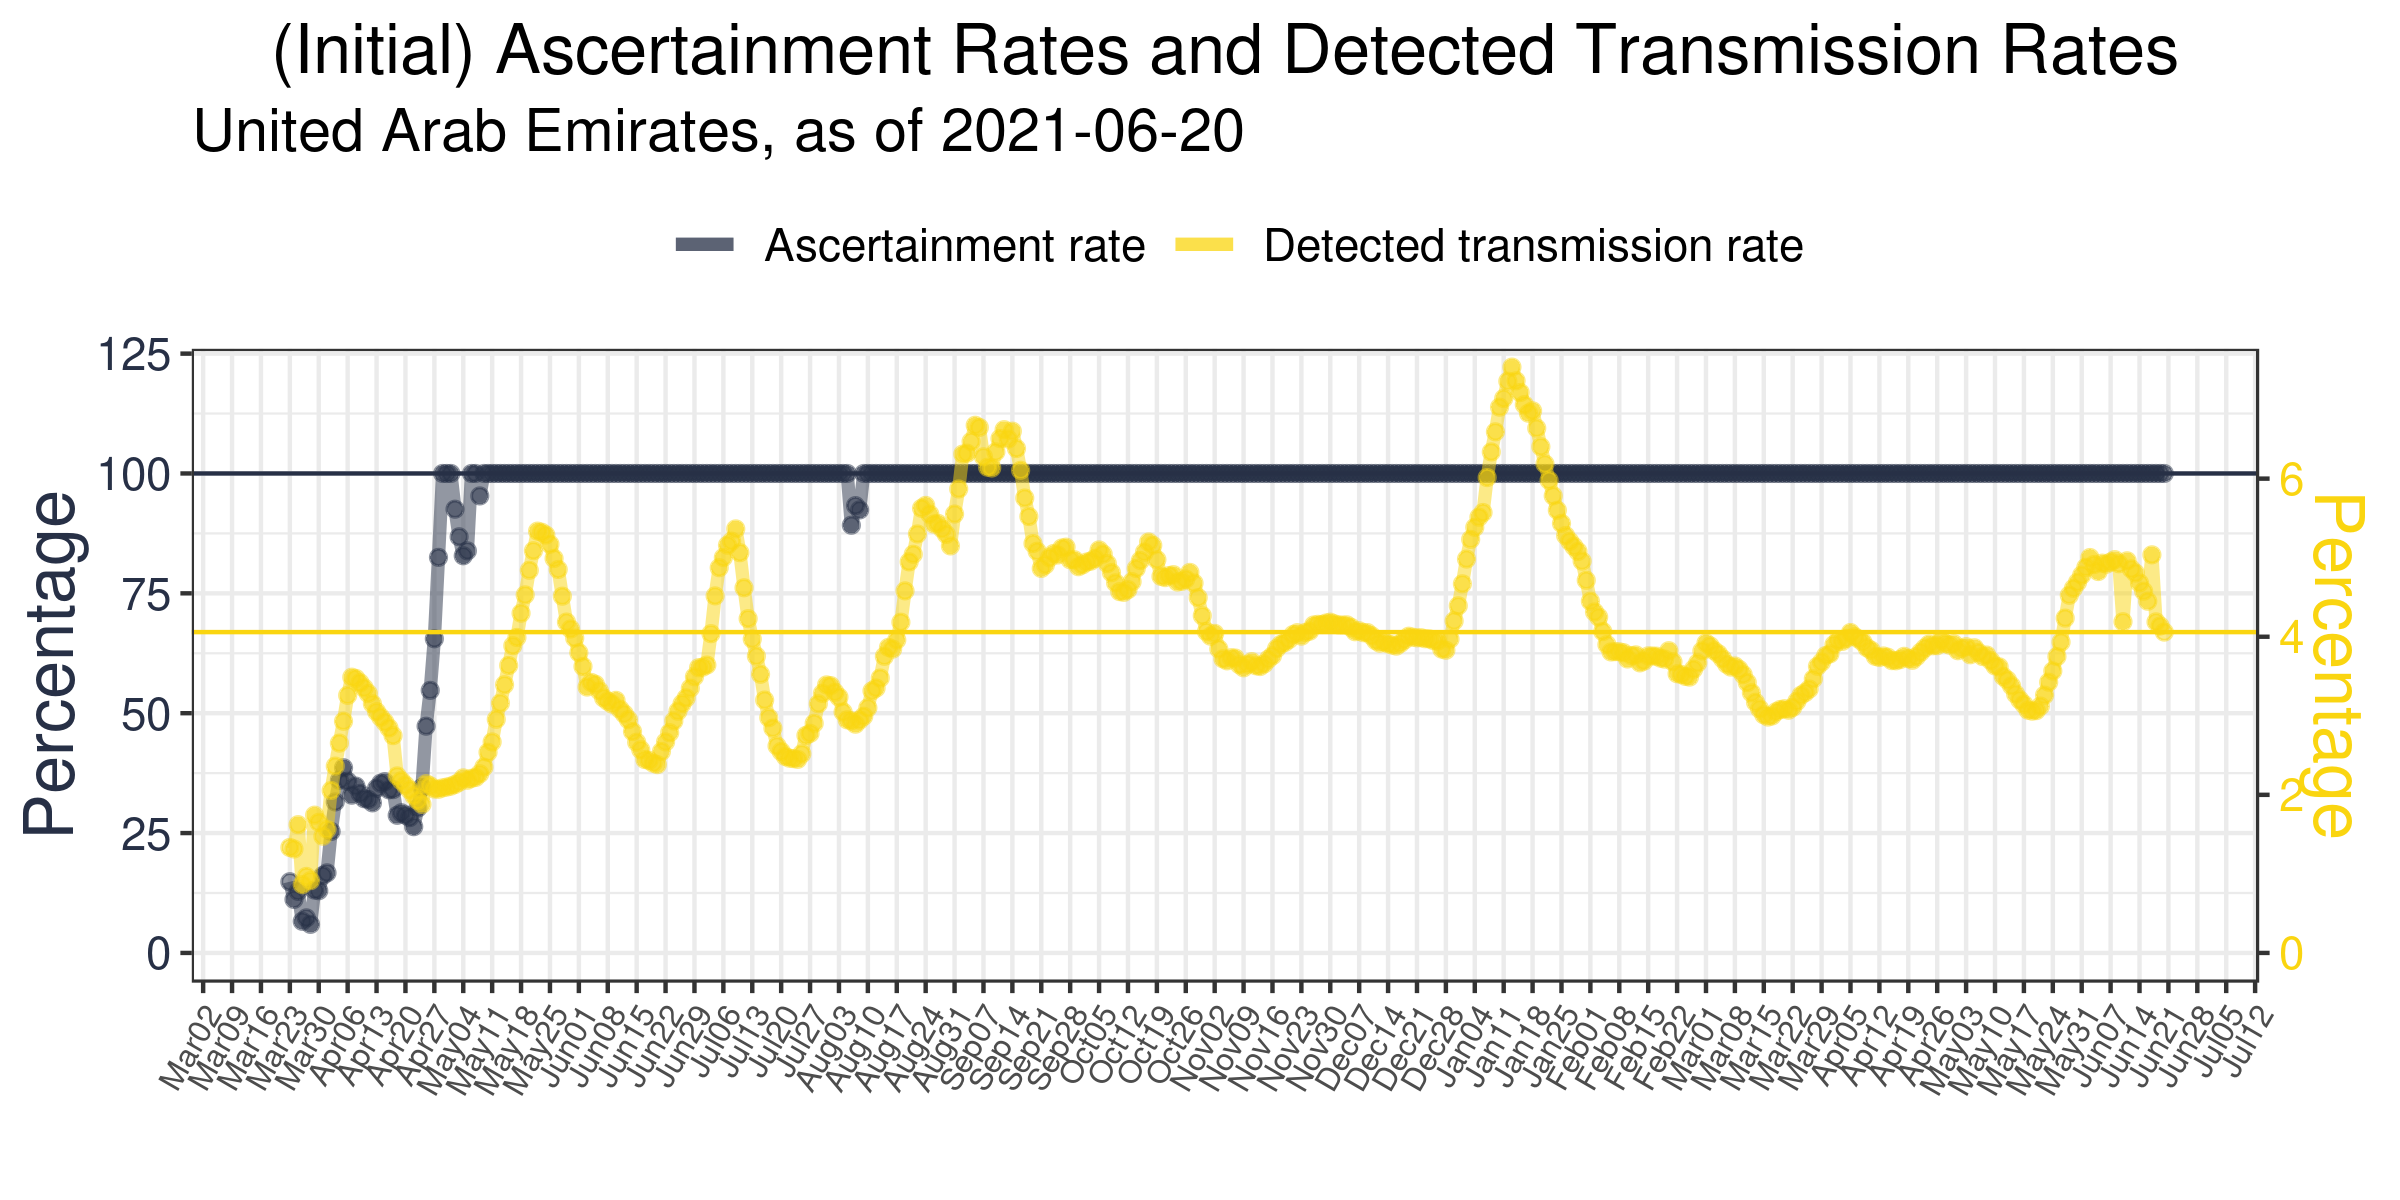 (Initial) Ascertainment Rates and Detected Transmission Rates
United Arab Emirates, as of 2021-06-20
Ascertainment rate
Detected transmission rate
125
100
75
50
25
0
Percentage
6
4
2
0
Percentage
Mar02
Mar09
Mar16
Mar23
Mar30
Apr06
Apr13
Apr20
Apr27
May04
May11
May18
May25
Jun01
Jun08
Jun15
Jun22
Jun29
Jul06
Jul13
Jul20
Jul27
Aug03
Aug10
Aug17
Aug24
Aug31
Sep07
Sep14
Sep21
Sep28
Oct05
Oct12
Oct19
Oct26
Nov02
Nov09
Nov16
Nov23
Nov30
Dec07
Dec14
Dec21
Dec28
Jan04
Jan11
Jan18
Jan25
Feb01
Feb08
Feb15
Feb22
Mar01
Mar08
Mar15
Mar22
Mar29
Apr05
Apr12
Apr19
Apr26
May03
May10
May17
May24
May31
Jun07
Jun14
Jun21
Jun28
Jul05
Jul12